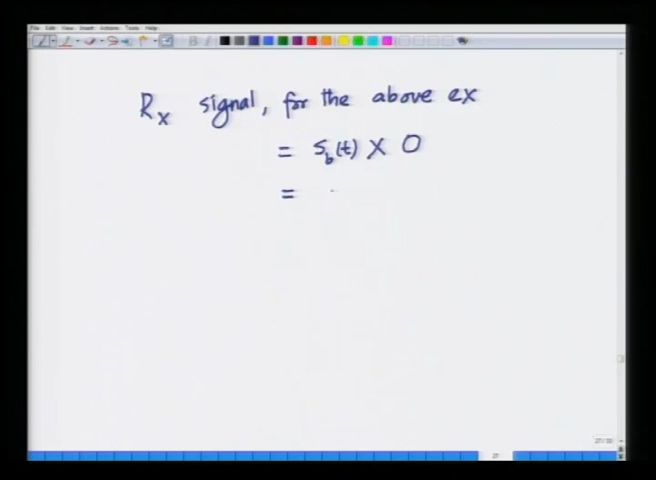 Rx signal, for the above ex
= Sb(t) X 0
=